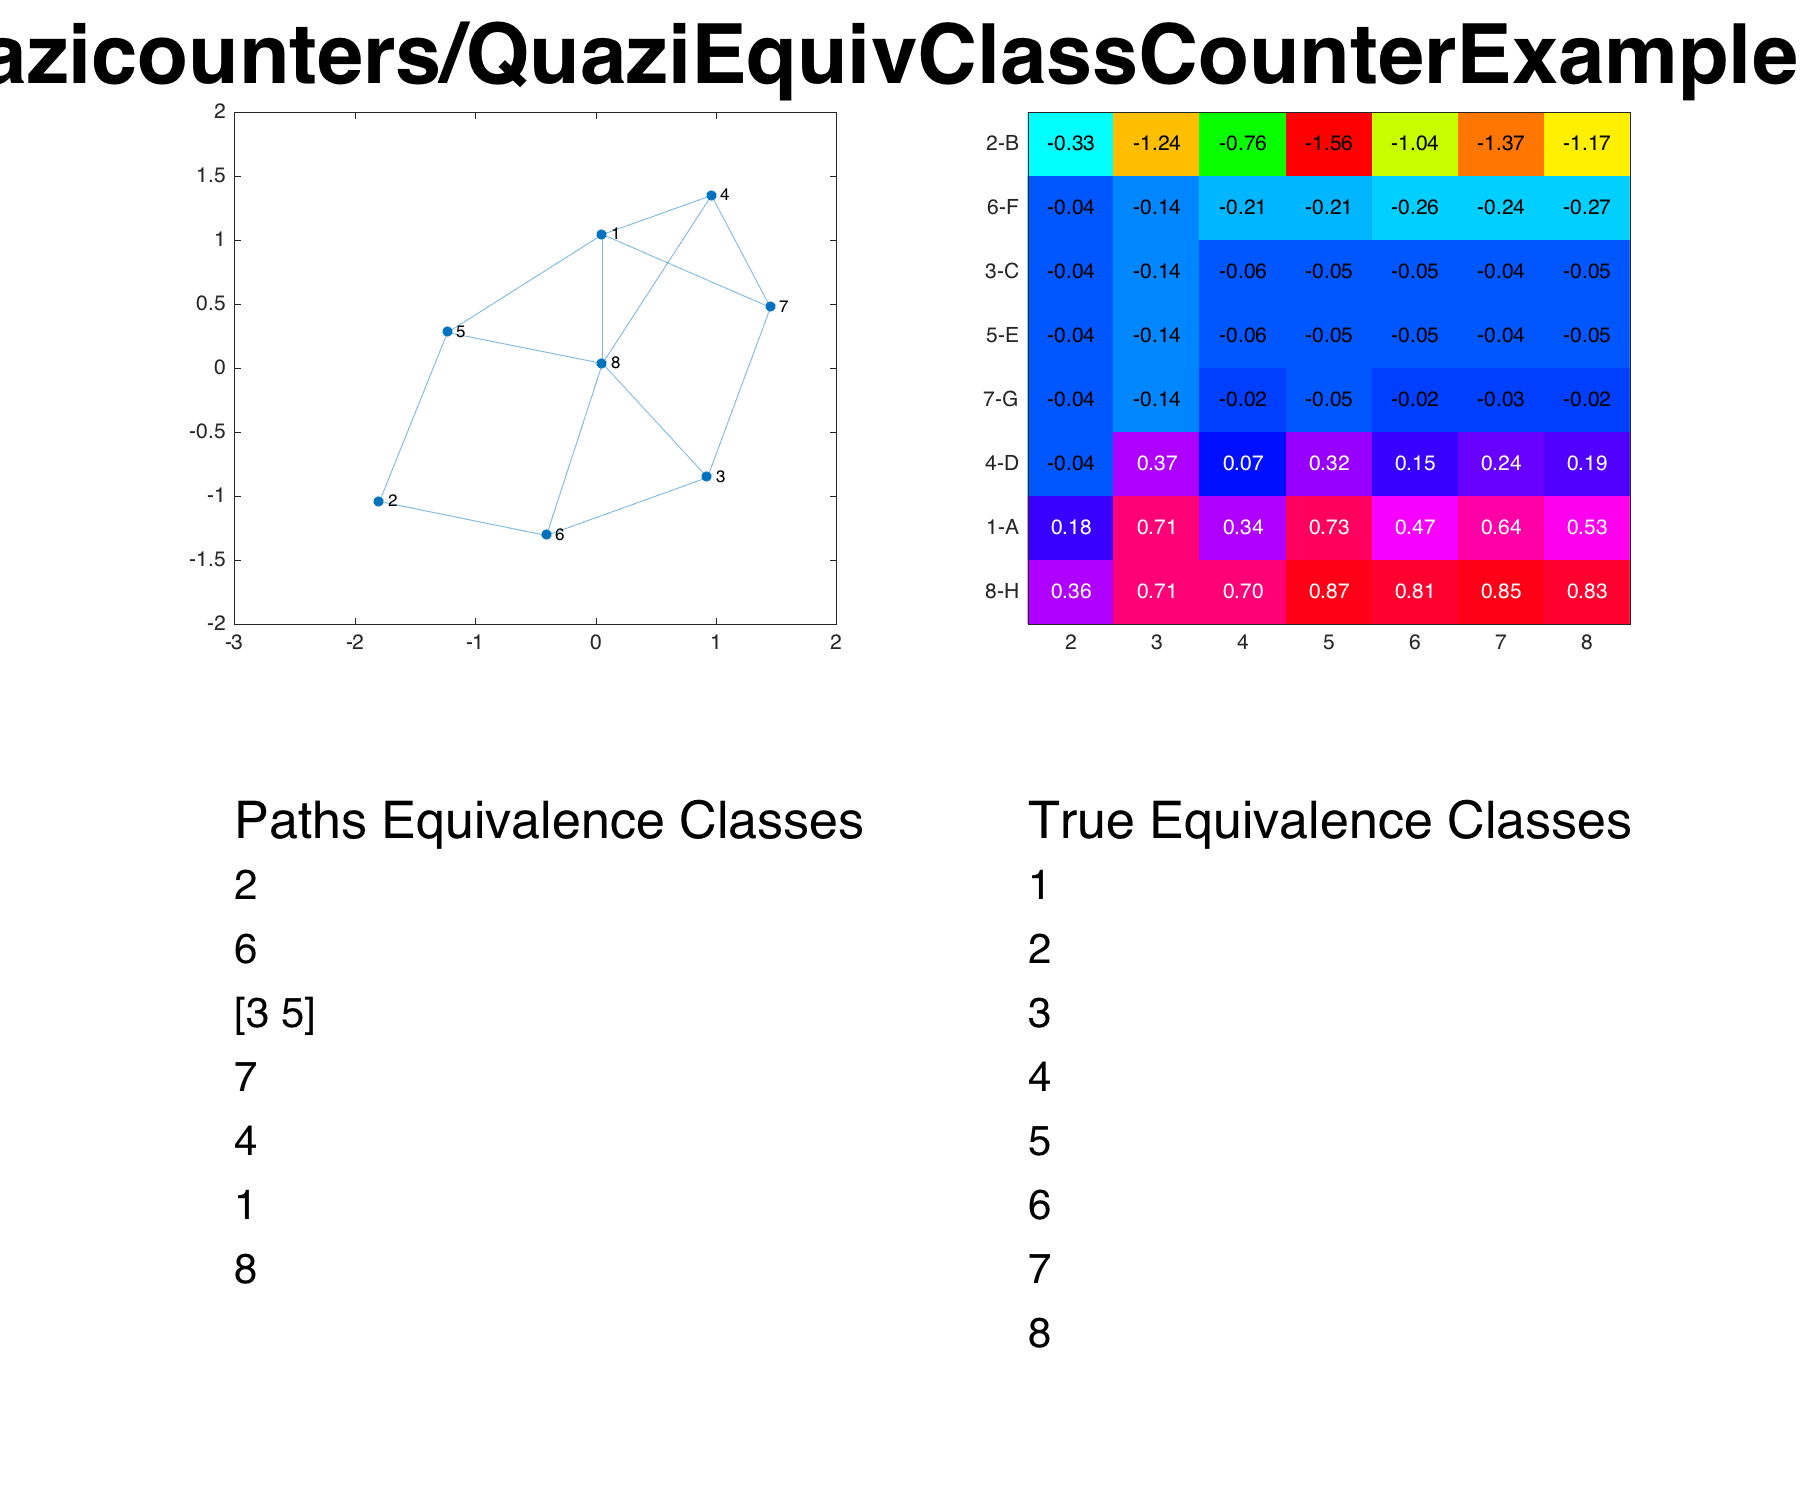 azicounters/QuaziEquivClassCounterExample
2
1.5
1
0.5
0
-0.5
-1
-1.5
-2
-3 -2 -1 0 1 2
4
1
7
5
8
3
2
6
2-B -0.33 -1.24 -0.76 -1.56 -1.04 -1.37 -1.17
6-F -0.04 -0.14 -0.21 -0.21 -0.26 -0.24 -0.27
3-C -0.04 -0.14 -0.06 -0.05 -0.05 -0.04 -0.05
5-E -0.04 -0.14 -0.06 -0.05 -0.05 -0.04 -0.05
7-G -0.04 -0.14 -0.02 -0.05 -0.02 -0.03 -0.02
4-D -0.04 0.37 0.07 0.32 0.15 0.24 0.19
1-A 0.18 0.71 0.34 0.73 0.47 0.64 0.53
8-H 0.36 0.71 0.70 0.87 0.81 0.85 0.83
2 3 4 5 6 7 8
Paths Equivalence Classes
2
6
[3 5]
7
4
1
8
True Equivalence Classes
1
2
3
4
5
6
7
8